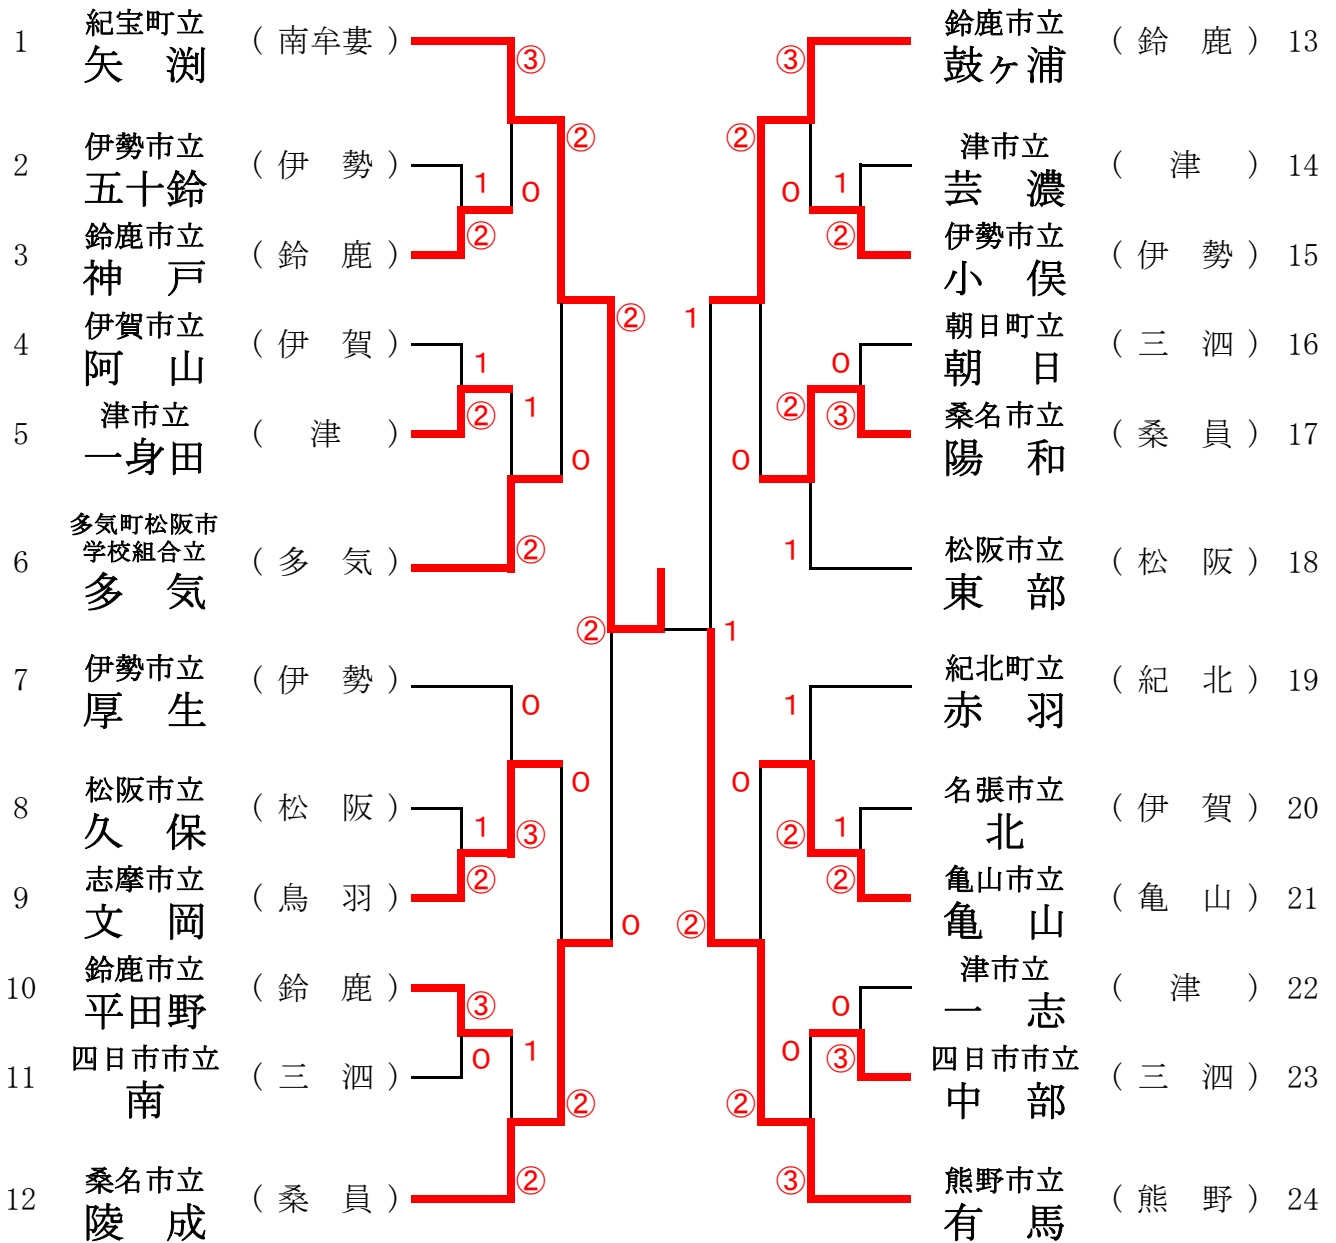 1 紀宝町立 (南牟婁)
矢 渕
2 伊勢市立 (伊 勢)
五十鈴
3 鈴鹿市立 (鈴 鹿)
神 戸
4 伊賀市立 (伊 賀)
阿 山
5 津市立 (津)
一身田
多気町松阪市
6 学校組合立 (多 気)
多 気
7 伊勢市立 (伊 勢)
厚 生
8 松阪市立 (松 阪)
久 保
9 志摩市立 (鳥 羽)
文 岡
10 鈴鹿市立 (鈴 鹿)
平田野
11 四日市市立 (三 泗)
南
12 桑名市立 (桑 員)
陵 成
③
②
1 0
②
②
1
② 1
0
②
②
0
0
1 ③
②
0
③
0 1
②
②
鈴鹿市立 (鈴 鹿) 13
鼓ヶ浦
津市立 (津) 14
芸 濃
伊勢市立 (伊 勢) 15
小 俣
朝日町立 (三 泗) 16
朝 日
桑名市立 (桑 員) 17
陽 和
松阪市立 (松 阪) 18
東 部
紀北町立 (紀 北) 19
赤 羽
名張市立 (伊 賀) 20
北
亀山市立 (亀 山) 21
亀 山
津市立 (津) 22
一 志
四日市市立 (三 泗) 23
中 部
熊野市立 (熊 野) 24
有 馬
③
②
0 1
②
1
0
② ③
0
1
1
1
0
② 1
②
②
0
0 ③
②
③